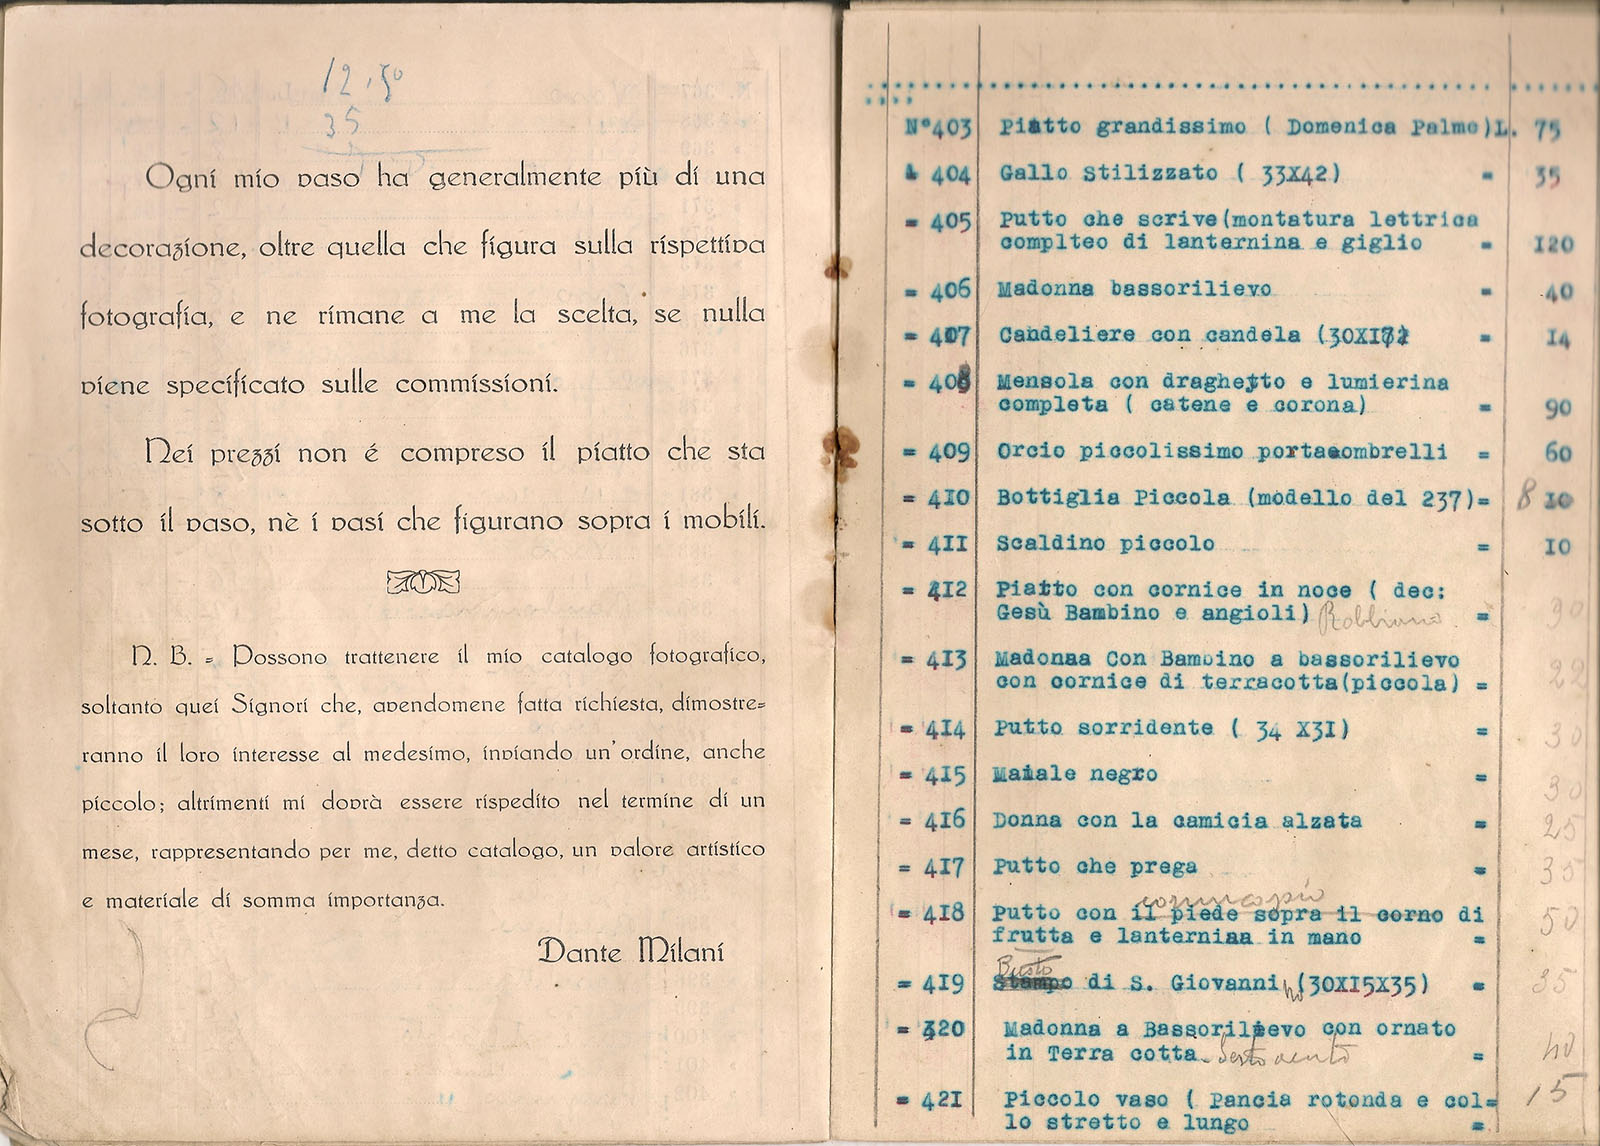 12,50
35
Ogni mio vaso ha generalmente più di una
decorazione, oltre quella che figura sulla rispettiva
fotografia, e ne rimane a me la scelta, se nulla
viene specificato sulle commissioni.
Nei prezzi non é compreso il piatto che sta
sotto il vaso, nè i vasi che figurano sopra i mobili.
N. B. = Possono trattenere il mio catalogo fotografico,
soltanto quei Signori che, avendomene fatta richiesta, dimostre=
ranno il loro interesse al medesimo, inviando un' ordine, anche
piccolo; altrimenti mi dovrà essere rispedito nel termine di un
mese, rappresentando per me, detto catalogo, un valore artistico
e materiale di somma importanza.
Dante Milani
N°403 Piatto grandissimo ( Domenica Palme)L. 75
404 Gallo Stilizzato ( 33X42) = 35
= 405 Putto che scrive(montatura lettrica
complteo di lanternina e giglio = 120
= 406 Madonna bassorilievo = 40
= 407 Candeliere con candela (30X17) = 14
= 408 Mensola con draghetto e lumierina
completa ( catene e corona) = 90
= 409 Orcio piccolissimo portaombrelli = 60
= 410 Bottiglia Piccola (modello del 237)= 8 10
= 411 Scaldino piccolo = 10
= 412 Piatto con cornice in noce ( dec:
Gesù Bambino e angioli) Robbiana = 90
= 413 Madonaa Con Bambino a bassorilievo
con cornice di terracotta(piccola) = 22
= 414 Putto sorridente ( 34 X31) = 30
= 415 Maiale negro = 30
= 416 Donna con la camicia alzata = 25
= 417 Putto che prega = 35
cornucopio
= 418 Putto con il piede sopra il corno di
frutta e lanterniaa in mano = 50
Busto
= 419 Stampo di S. Giovannino (30X15X35) = 35
= 320 Madonna a Bassorilievo con ornato
in Terra cotta = 40
= 421 Piccolo vaso ( Pancia rotonda e col= 15
lo stretto e lungo =